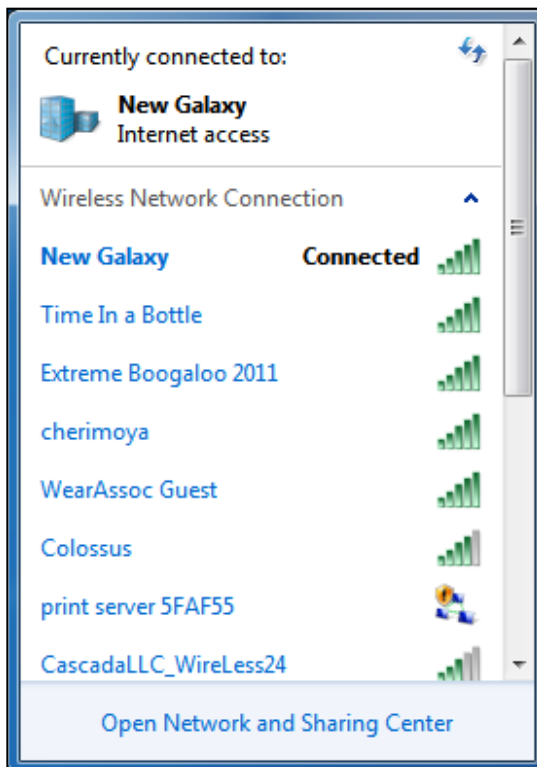 Currently connected to:
New Galaxy
Internet access
Wireless Network Connection
New Galaxy Connected
Time In a Bottle
Extreme Boogaloo 2011
cherimoya
WearAssoc Guest
Colossus
print server 5FAF55
CascadaLLC_WireLess24
Open Network and Sharing Center